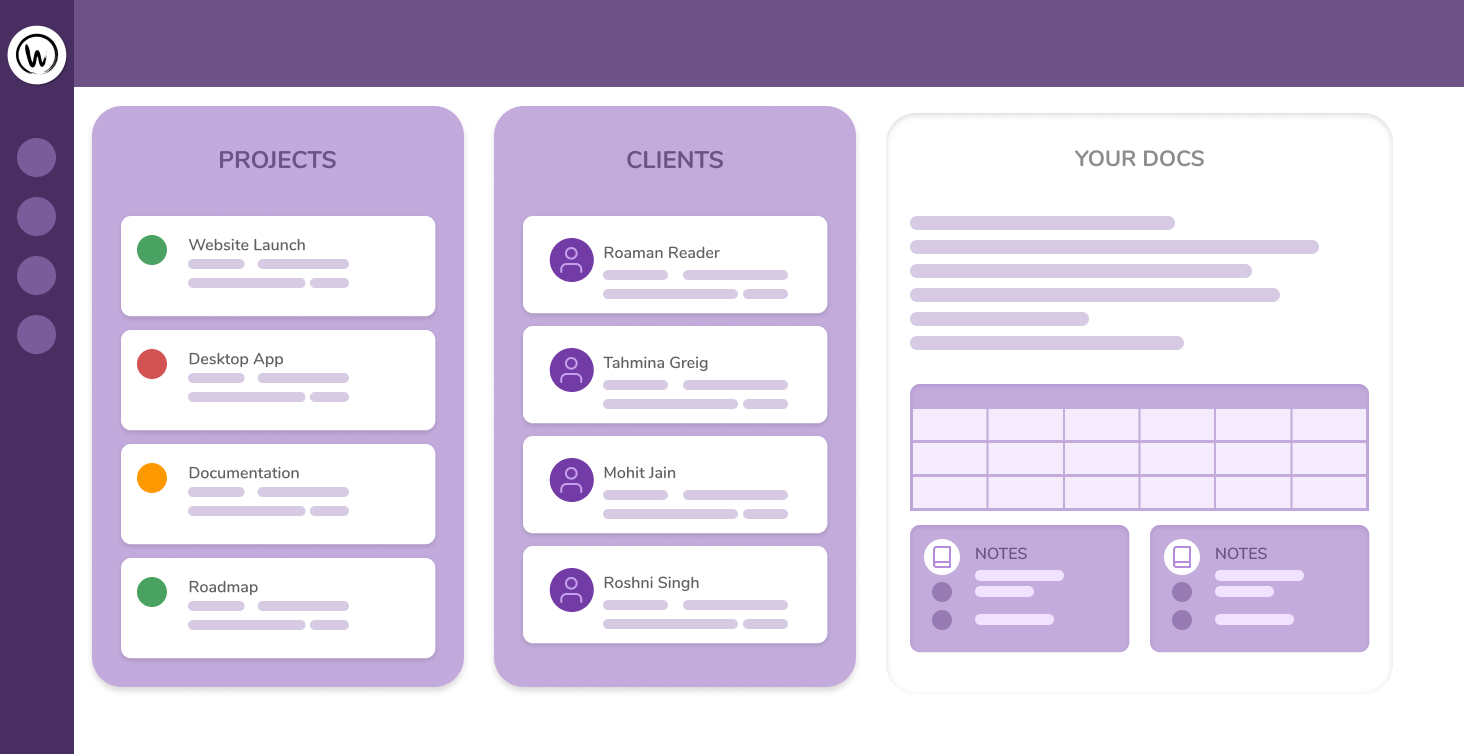 W
PROJECTS
Website Launch
Desktop App
Documentation
Roadmap
CLIENTS
Roaman Reader
Tahmina Greig
Mohit Jain
Roshni Singh
YOUR DOCS
NOTES
NOTES